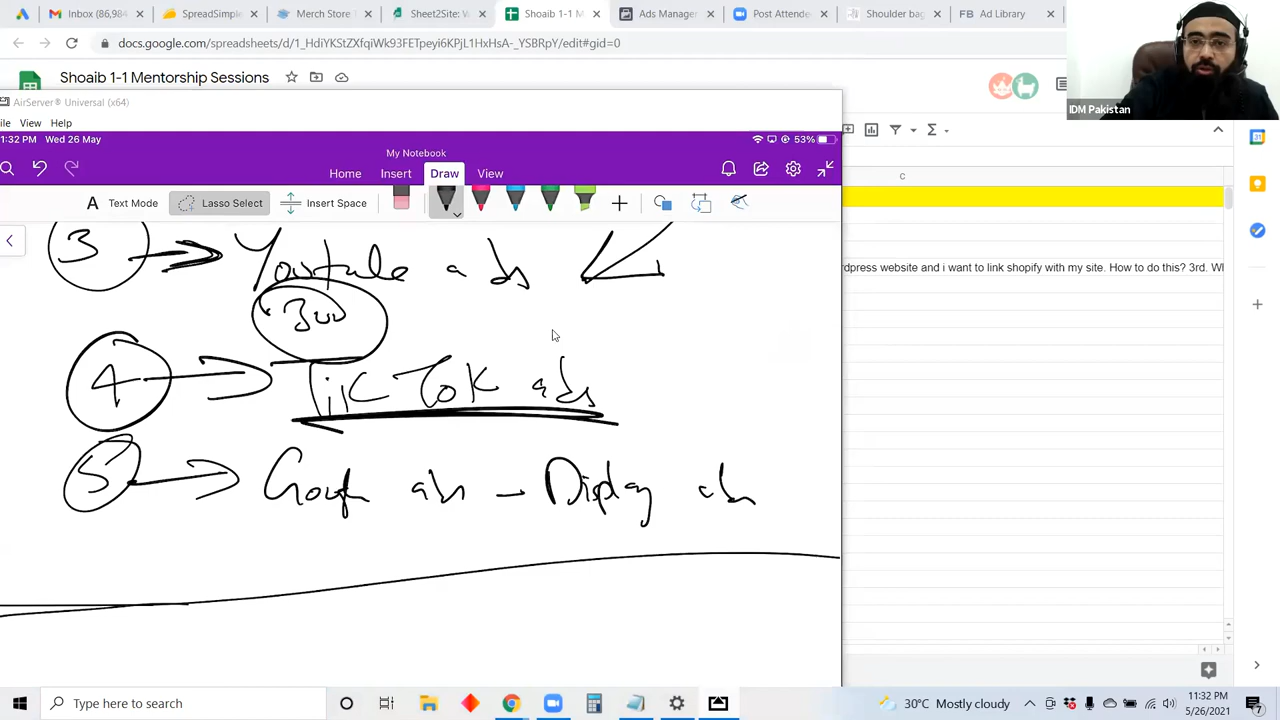 Inbox (86,984
SpreadSimple
Merch Store
Sheet2Site
Shoaib 1-1 M
Ads Manager
Post Attende
Shoulder bag
FB Ad Library
docs.google.com/spreadsheets/d/1_HdiYKStZXfqiWk93FETpeyi6KPjL1HxHsA-_YSBRpY/edit#gid=0
Shoaib 1-1 Mentorship Sessions
IDM Pakistan
AirServer® Universal (x64)
ile View Help
1:32 PM Wed 26 May
53%
My Notebook
Home Insert Draw View
A Text Mode Lasso Select Insert Space
C
3 Youtube ads
rdpress website and i want to link shopify with my site. How to do this? 3rd. W
300
4 TikTok ads
5 Google ads - Display ads
Type here to search
30°C Mostly cloudy
11:32 PM
5/26/2021
7